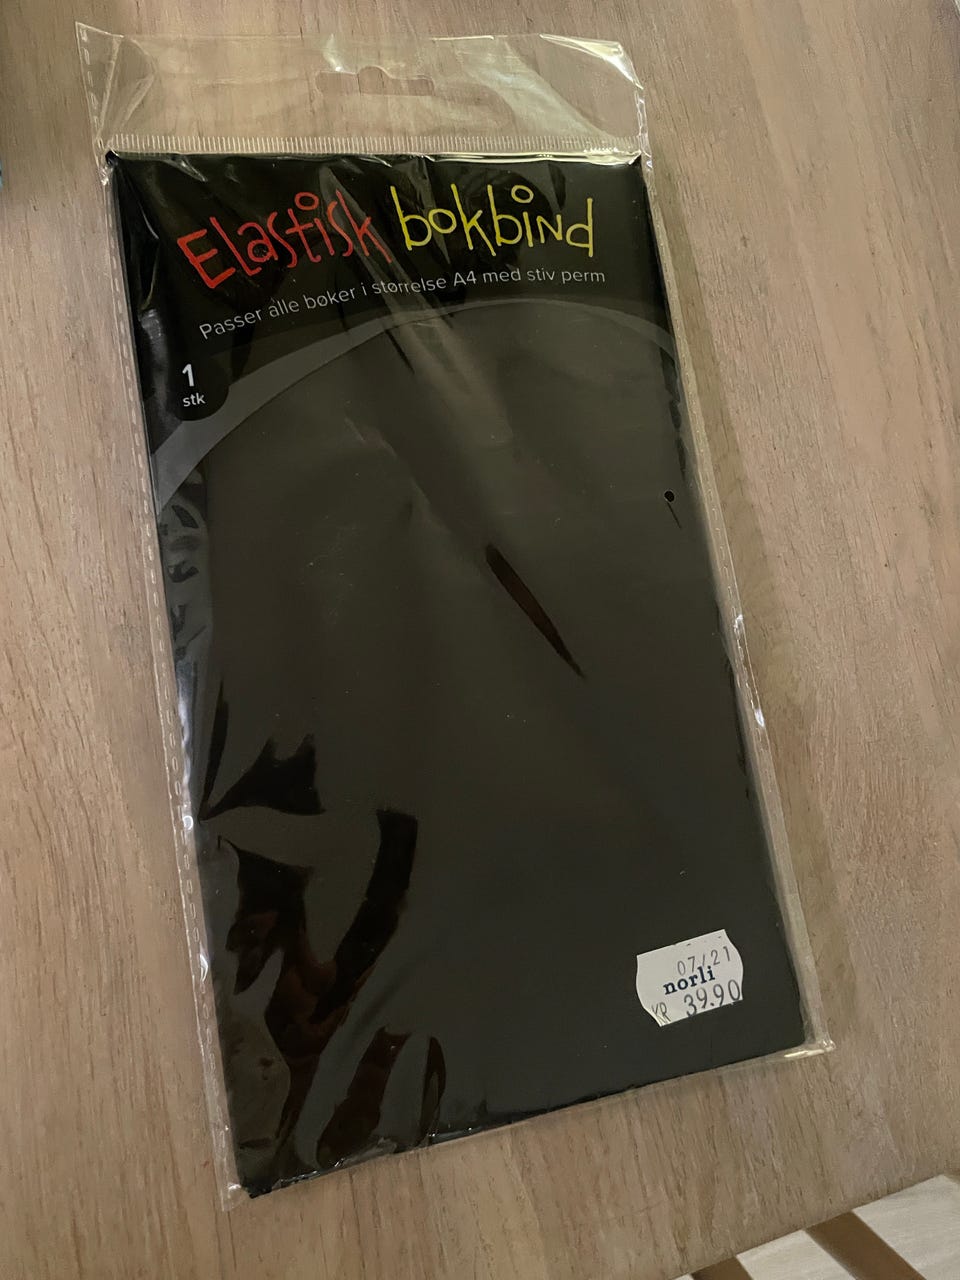 Elastisk bokbind
Passer alle bøker i størrelse A4 med stiv perm
1
stk
07/21
norli
KR 39.90